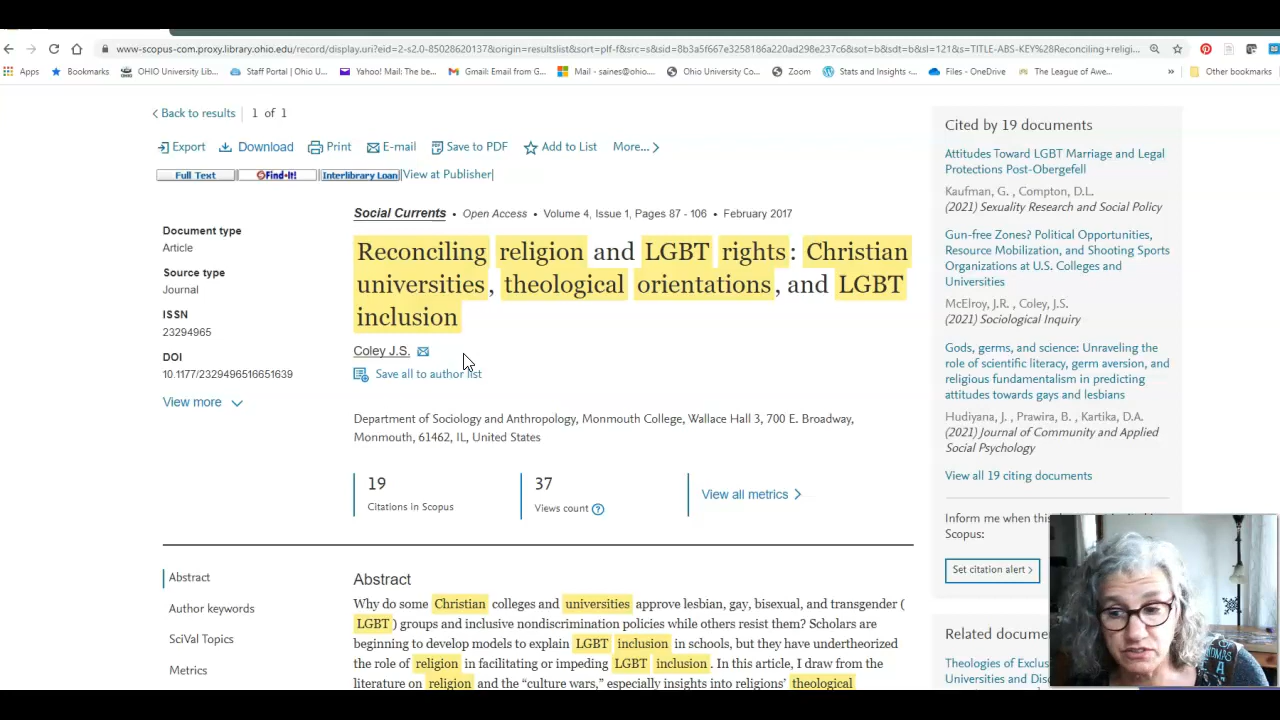 www-scopus-com.proxy.library.ohio.edu/record/display.uri?eid=2-s2.0-85028620137&origin=resultslist&sort=plf-f&src=s&sid=8b3a5f667e3258186a220ad298e237c6&sot=b&sdt=b&sl=121&s=TITLE-ABS-KEY%28Reconciling+religi...
Apps Bookmarks OHIO University Lib... Staff Portal | Ohio U... Yahoo! Mail: The be... Gmail: Email from G... Mail - saines@ohio.... Ohio University Co... Zoom Stats and Insights -... Files - OneDrive The League of Awe... » Other bookmarks
Back to results 1 of 1
Export Download Print E-mail Save to PDF Add to List More...
Full Text Find-It! Interlibrary Loan View at Publisher
Document type
Article
Source type
Journal
ISSN
23294965
DOI
10.1177/2329496516651639
View more
Social Currents • Open Access • Volume 4, Issue 1, Pages 87 - 106 • February 2017
Reconciling religion and LGBT rights: Christian
universities, theological orientations, and LGBT
inclusion
Coley J.S.
Save all to author list
Department of Sociology and Anthropology, Monmouth College, Wallace Hall 3, 700 E. Broadway,
Monmouth, 61462, IL, United States
19
Citations in Scopus
37
Views count
View all metrics
Abstract
Author keywords
SciVal Topics
Metrics
Abstract
Why do some Christian colleges and universities approve lesbian, gay, bisexual, and transgender (
LGBT ) groups and inclusive nondiscrimination policies while others resist them? Scholars are
beginning to develop models to explain LGBT inclusion in schools, but they have undertheorized
the role of religion in facilitating or impeding LGBT inclusion. In this article, I draw from the
literature on religion and the “culture wars,” especially insights into religions’ theological
Cited by 19 documents
Attitudes Toward LGBT Marriage and Legal
Protections Post-Obergefell
Kaufman, G. , Compton, D.L.
(2021) Sexuality Research and Social Policy
Gun-free Zones? Political Opportunities,
Resource Mobilization, and Shooting Sports
Organizations at U.S. Colleges and
Universities
McElroy, J.R. , Coley, J.S.
(2021) Sociological Inquiry
Gods, germs, and science: Unraveling the
role of scientific literacy, germ aversion, and
religious fundamentalism in predicting
attitudes towards gays and lesbians
Hudiyana, J. , Prawira, B. , Kartika, D.A.
(2021) Journal of Community and Applied
Social Psychology
View all 19 citing documents
Inform me when this
Scopus:
Set citation alert
Related docume
Theologies of Exclus
Universities and Disc